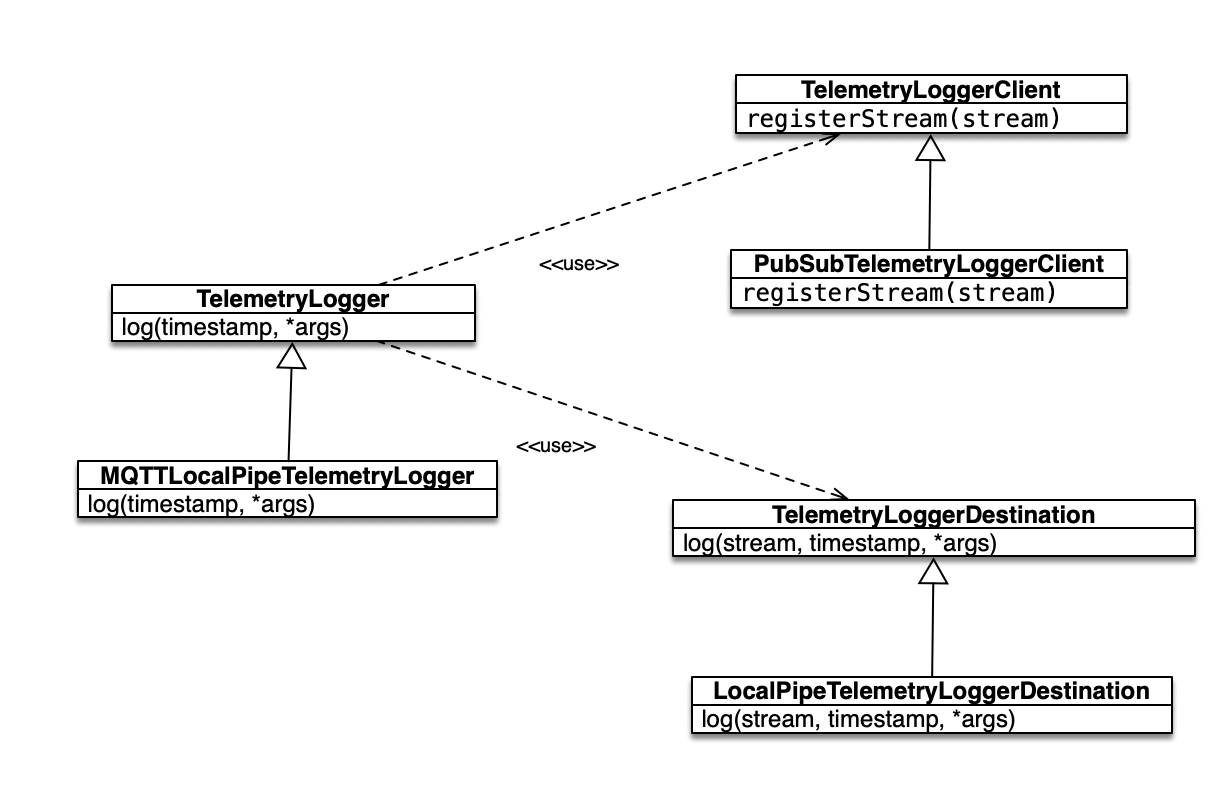 TelemetryLoggerClient
registerStream(stream)
PubSubTelemetryLoggerClient
registerStream(stream)
<<use>>
TelemetryLogger
log(timestamp, *args)
<<use>>
MQTTLocalPipeTelemetryLogger
log(timestamp, *args)
TelemetryLoggerDestination
log(stream, timestamp, *args)
LocalPipeTelemetryLoggerDestination
log(stream, timestamp, *args)